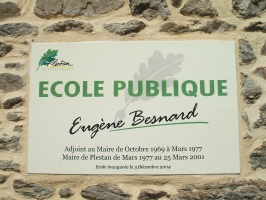 Plestan
ECOLE PUBLIQUE
Eugène Besnard
Adjoint au Maire de Octobre 1969 à Mars 1977
Maire de Plestan de Mars 1977 au 25 Mars 2001
Ecole inaugurée le 3 Décembre 2004